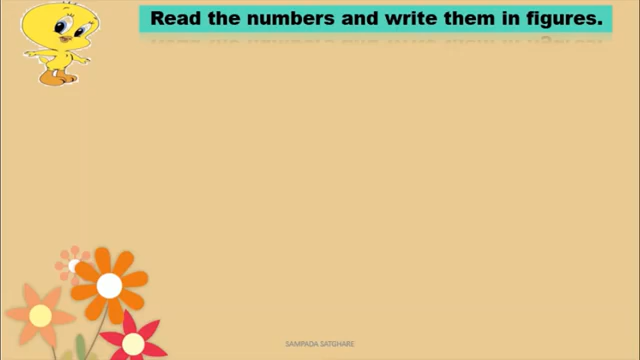 Read the numbers and write them in figures.
SAMPADA SATGHARE